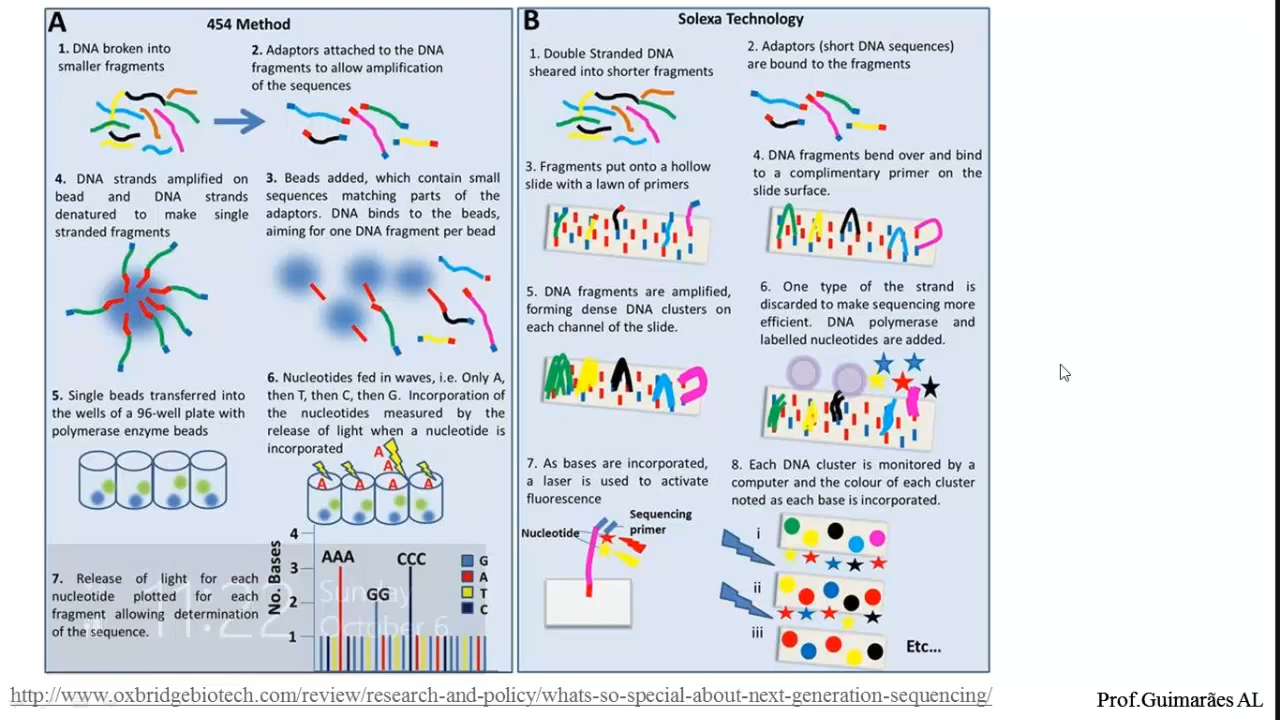 A
454 Method
1. DNA broken into
smaller fragments
2. Adaptors attached to the DNA
fragments to allow amplification
of the sequences
4. DNA strands amplified on
bead and DNA strands
denatured to make single
stranded fragments
3. Beads added, which contain small
sequences matching parts of the
adaptors. DNA binds to the beads,
aiming for one DNA fragment per bead
5. Single beads transferred into
the wells of a 96-well plate with
polymerase enzyme beads
6. Nucleotides fed in waves, i.e. Only A,
then T, then C, then G. Incorporation of
the nucleotides measured by the
release of light when a nucleotide is
incorporated
A
A
A A A A
7. Release of light for each
nucleotide plotted for each
fragment allowing determination
of the sequence.
No. Bases
4
3
2
1
AAA
GG
CCC
G
A
T
C
11:22
Sunday
October 6
B
Solexa Technology
1. Double Stranded DNA
sheared into shorter fragments
2. Adaptors (short DNA sequences)
are bound to the fragments
3. Fragments put onto a hollow
slide with a lawn of primers
4. DNA fragments bend over and bind
to a complimentary primer on the
slide surface.
5. DNA fragments are amplified,
forming dense DNA clusters on
each channel of the slide.
6. One type of the strand is
discarded to make sequencing more
efficient. DNA polymerase and
labelled nucleotides are added.
7. As bases are incorporated,
a laser is used to activate
fluorescence
Nucleotide
Sequencing
primer
8. Each DNA cluster is monitored by a
computer and the colour of each cluster
noted as each base is incorporated.
i
ii
iii
Etc...
http://www.oxbridgebiotech.com/review/research-and-policy/whats-so-special-about-next-generation-sequencing/
Prof.Guimarães AL